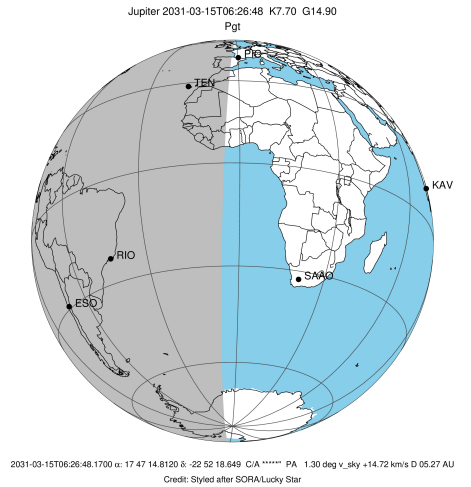 Jupiter 2031-03-15T06:26:48 K7.70 G14.90
Pgt
PIC
TEN
KAV
RIO
SAAO
ESO
2031-03-15T06:26:48.1700 α: 17 47 14.8120 δ: -22 52 18.649 C/A *****" PA 1.30 deg v_sky +14.72 km/s D 05.27 AU
Credit: Styled after SORA/Lucky Star